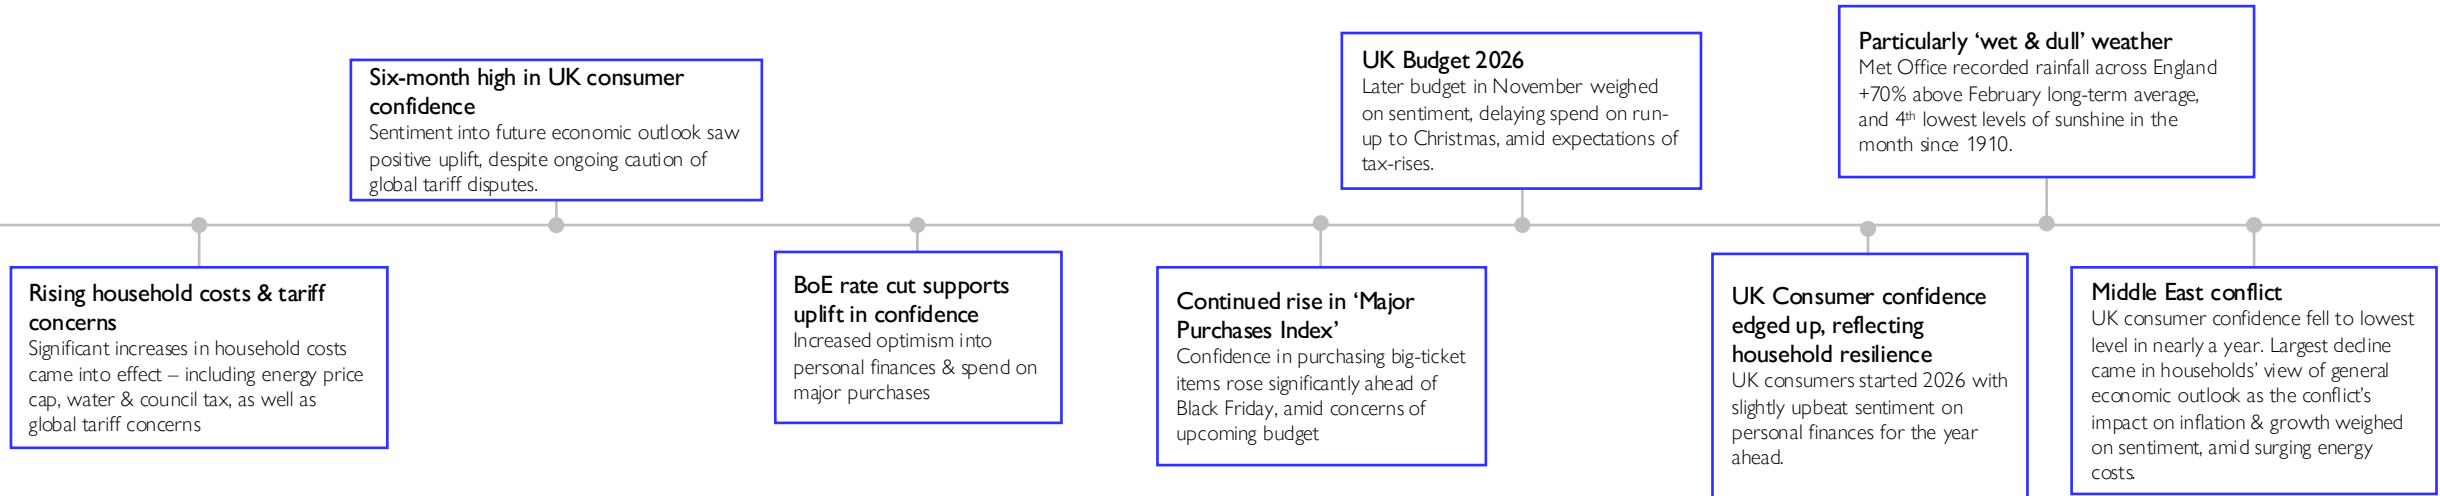 Rising household costs & tariff
concerns
Significant increases in household costs
came into effect – including energy price
cap, water & council tax, as well as
global tariff concerns
Six-month high in UK consumer
confidence
Sentiment into future economic outlook saw
positive uplift, despite ongoing caution of
global tariff disputes.
BoE rate cut supports
uplift in confidence
Increased optimism into
personal finances & spend on
major purchases
Continued rise in ‘Major
Purchases Index’
Confidence in purchasing big-ticket
items rose significantly ahead of
Black Friday, amid concerns of
upcoming budget
UK Budget 2026
Later budget in November weighed
on sentiment, delaying spend on run-
up to Christmas, amid expectations of
tax-rises.
UK Consumer confidence
edged up, reflecting
household resilience
UK consumers started 2026 with
slightly upbeat sentiment on
personal finances for the year
ahead.
Particularly ‘wet & dull’ weather
Met Office recorded rainfall across England
+70% above February long-term average,
and 4th lowest levels of sunshine in the
month since 1910.
Middle East conflict
UK consumer confidence fell to lowest
level in nearly a year. Largest decline
came in households’ view of general
economic outlook as the conflict’s
impact on inflation & growth weighed
on sentiment, amid surging energy
costs.